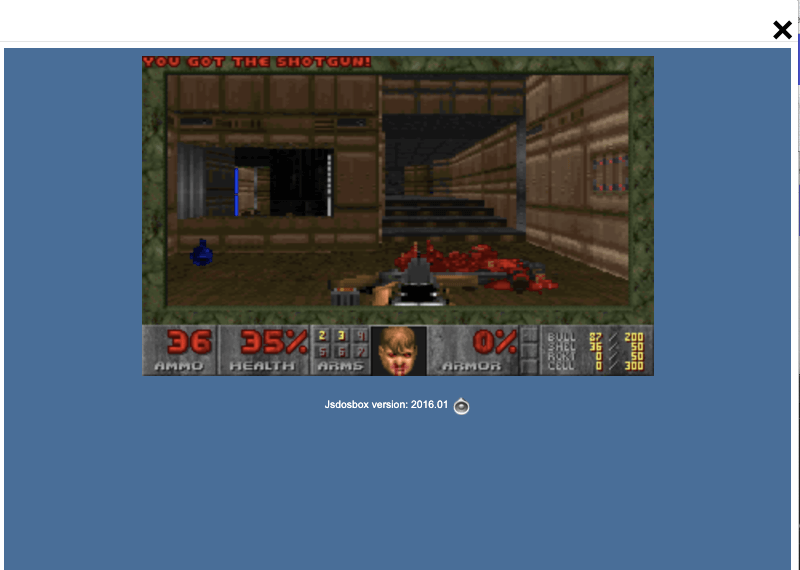 YOU GOT THE SHOTGUN!
36 35% 2 3 4 0% BULL 87 / 200
5 6 7 SHEL 36 / 50
RCKT 0 / 50
AMMO HEALTH ARMS ARMOR CELL 0 / 300
Jsdosbox version: 2016.01